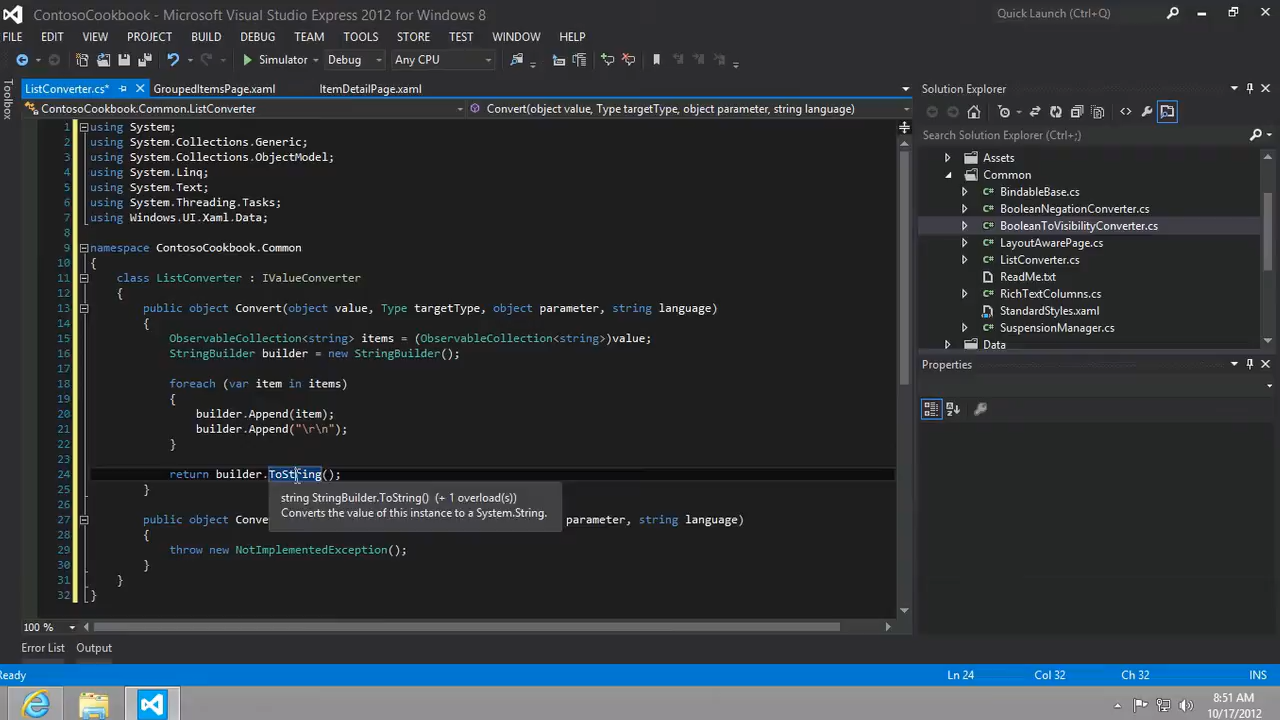 ContosoCookbook - Microsoft Visual Studio Express 2012 for Windows 8
Quick Launch (Ctrl+Q)
FILE EDIT VIEW PROJECT BUILD DEBUG TEAM TOOLS STORE TEST WINDOW HELP
Simulator Debug Any CPU
Toolbox
ListConverter.cs* GroupedItemsPage.xaml ItemDetailPage.xaml
ContosoCookbook.Common.ListConverter
Convert(object value, Type targetType, object parameter, string language)
1 using System;
2 using System.Collections.Generic;
3 using System.Collections.ObjectModel;
4 using System.Linq;
5 using System.Text;
6 using System.Threading.Tasks;
7 using Windows.UI.Xaml.Data;
8
9 namespace ContosoCookbook.Common
10 {
11 class ListConverter : IValueConverter
12 {
13 public object Convert(object value, Type targetType, object parameter, string language)
14 {
15 ObservableCollection<string> items = (ObservableCollection<string>)value;
16 StringBuilder builder = new StringBuilder();
17
18 foreach (var item in items)
19 {
20 builder.Append(item);
21 builder.Append("\r\n");
22 }
23
24 return builder.ToString();
25 }
string StringBuilder.ToString() (+ 1 overload(s))
Converts the value of this instance to a System.String.
26
27 public object Conve parameter, string language)
28 {
29 throw new NotImplementedException();
30 }
31 }
32 }
100 %
Solution Explorer
Search Solution Explorer (Ctrl+;)
Assets
Common
BindableBase.cs
BooleanNegationConverter.cs
BooleanToVisibilityConverter.cs
LayoutAwarePage.cs
ListConverter.cs
ReadMe.txt
RichTextColumns.cs
StandardStyles.xaml
SuspensionManager.cs
Data
Properties
Error List Output
Ready Ln 24 Col 32 Ch 32 INS
8:51 AM
10/17/2012